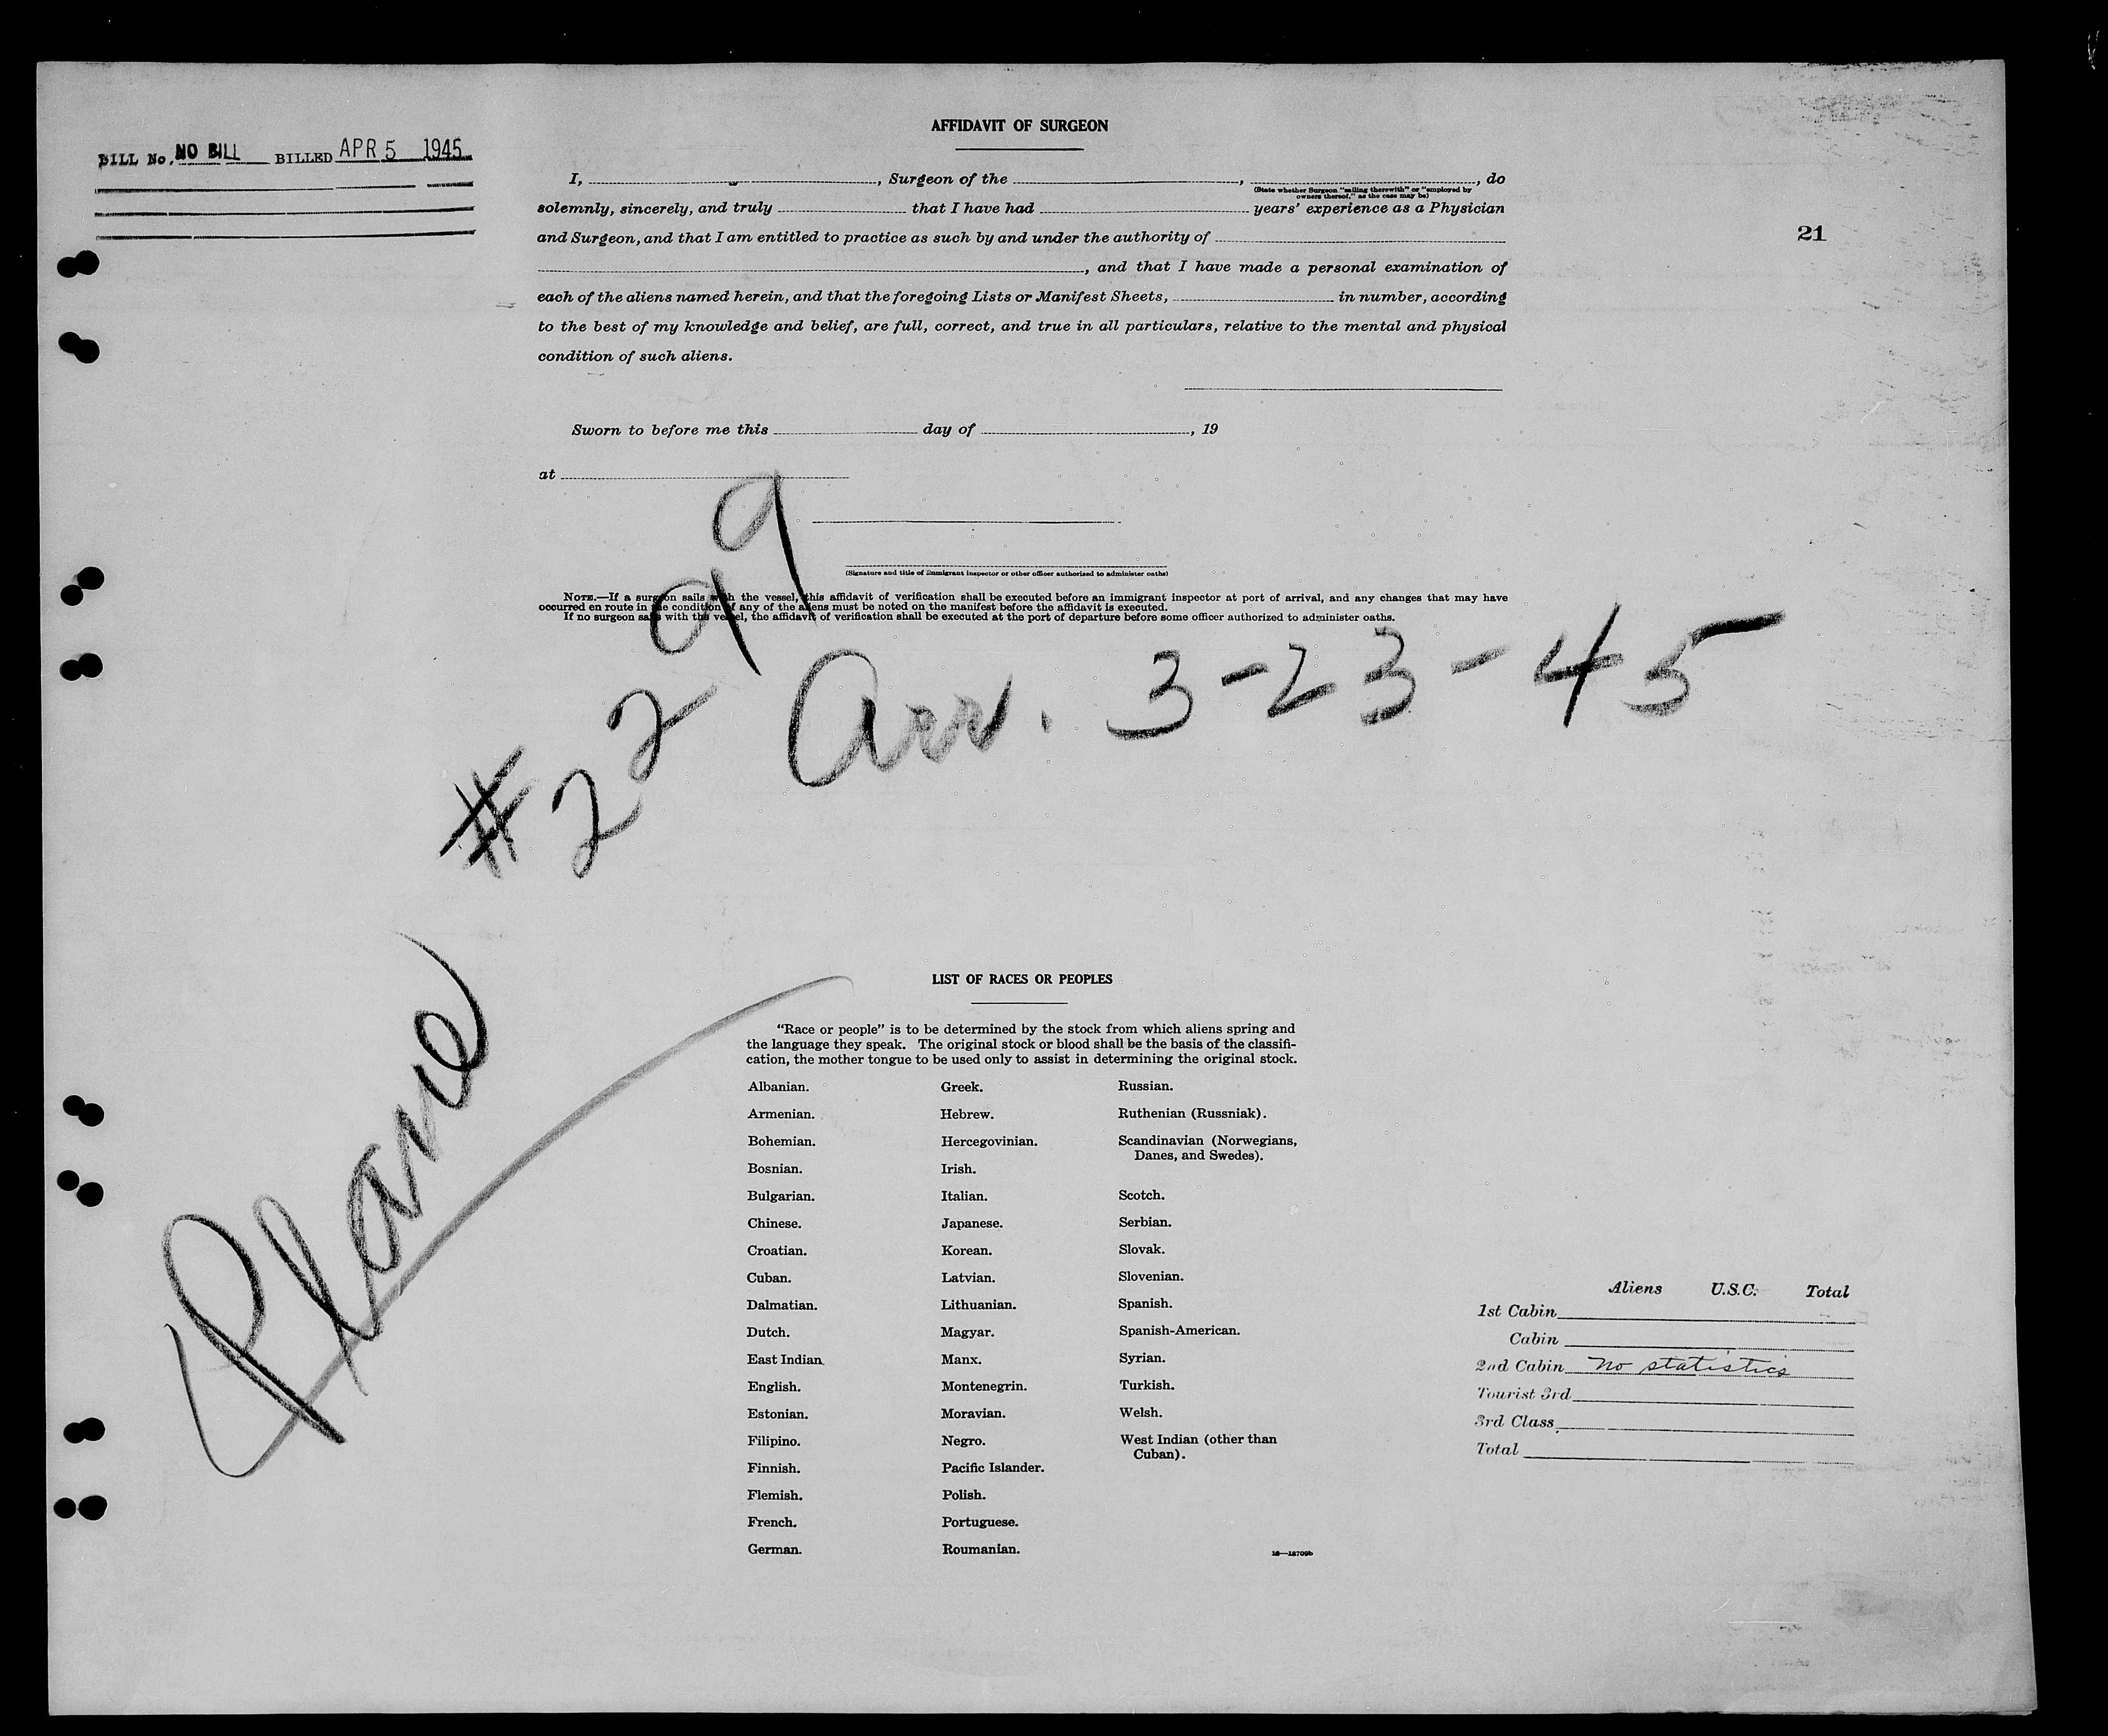 AFFIDAVIT OF SURGEON
BILL No. NO BILL BILLED APR 5 1945
I, , Surgeon of the , , do
(State whether Surgeon "sailing therewith" or "employed by
owners thereof," as the case may be)
solemnly, sincerely, and truly that I have had years' experience as a Physician
and Surgeon, and that I am entitled to practice as such by and under the authority of
21
, and that I have made a personal examination of
each of the aliens named herein, and that the foregoing Lists or Manifest Sheets, in number, according
to the best of my knowledge and belief, are full, correct, and true in all particulars, relative to the mental and physical
condition of such aliens.
Sworn to before me this day of , 19
at
(Signature and title of Immigrant Inspector or other officer authorized to administer oaths)
NOTE.—If a surgeon sails with the vessel, this affidavit of verification shall be executed before an immigrant inspector at port of arrival, and any changes that may have
occurred en route in the condition of any of the aliens must be noted on the manifest before the affidavit is executed.
If no surgeon sails with the vessel, the affidavit of verification shall be executed at the port of departure before some officer authorized to administer oaths.
Plane #2299
Arr. 3-23-45
LIST OF RACES OR PEOPLES
"Race or people" is to be determined by the stock from which aliens spring and
the language they speak. The original stock or blood shall be the basis of the classifi-
cation, the mother tongue to be used only to assist in determining the original stock.
Albanian.
Armenian.
Bohemian.
Bosnian.
Bulgarian.
Chinese.
Croatian.
Cuban.
Dalmatian.
Dutch.
East Indian.
English.
Estonian.
Filipino.
Finnish.
Flemish.
French.
German.
Greek.
Hebrew.
Hercegovinian.
Irish.
Italian.
Japanese.
Korean.
Latvian.
Lithuanian.
Magyar.
Manx.
Montenegrin.
Moravian.
Negro.
Pacific Islander.
Polish.
Portuguese.
Roumanian.
Russian.
Ruthenian (Russniak).
Scandinavian (Norwegians,
Danes, and Swedes).
Scotch.
Serbian.
Slovak.
Slovenian.
Spanish.
Spanish-American.
Syrian.
Turkish.
Welsh.
West Indian (other than
Cuban).
16—18709b
Aliens U.S.C. Total
1st Cabin
Cabin
2nd Cabin No statistics
Tourist 3rd
3rd Class
Total